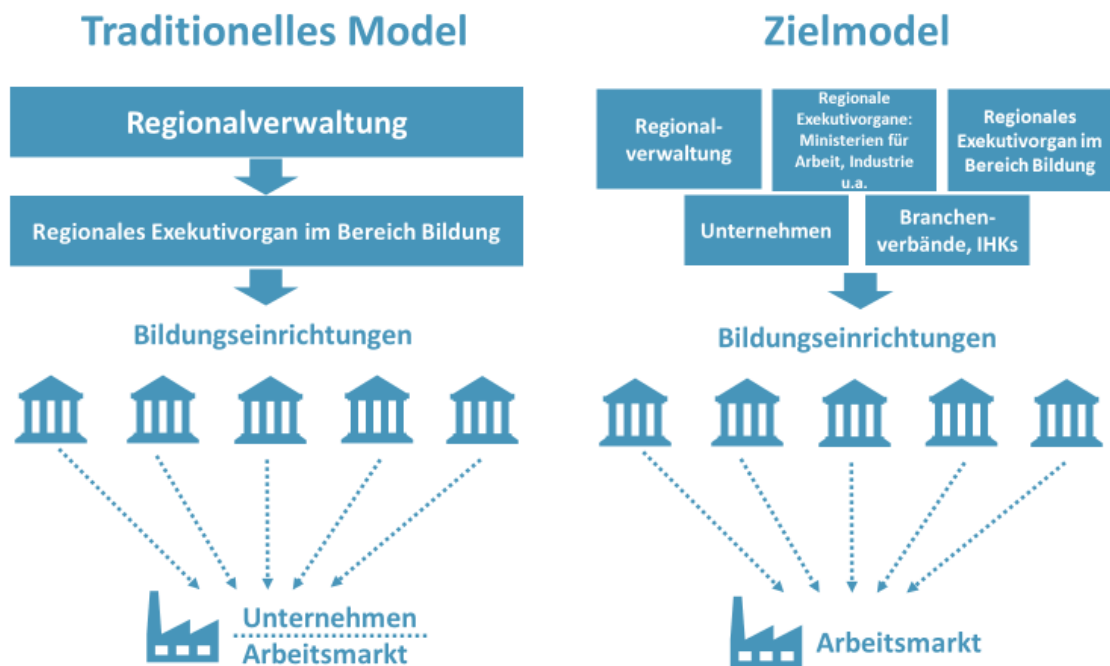 Traditionelles Model
Regionalverwaltung
Regionales Exekutivorgan im Bereich Bildung
Bildungseinrichtungen
Unternehmen
Arbeitsmarkt
Zielmodel
Regional-
verwaltung
Regionale
Exekutivorgane:
Ministerien für
Arbeit, Industrie
u.a.
Regionales
Exekutivorgan im
Bereich Bildung
Unternehmen
Branchen-
verbände, IHKs
Bildungseinrichtungen
Arbeitsmarkt